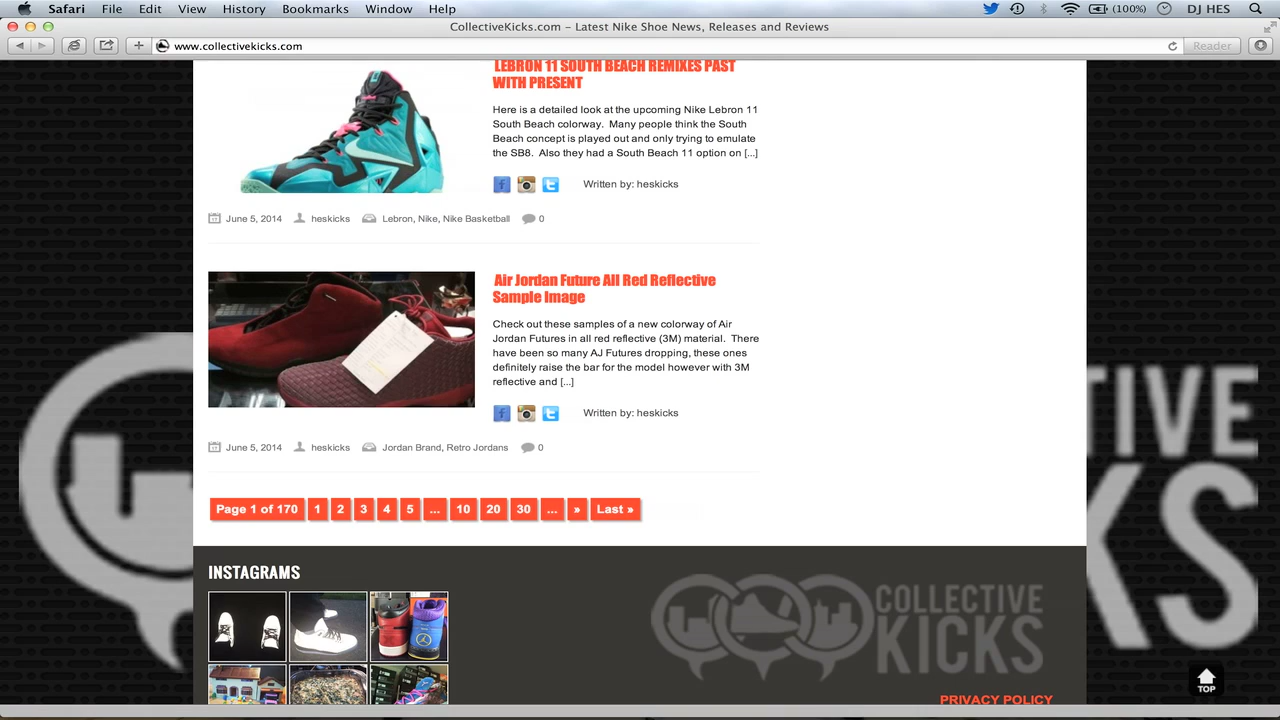 Safari File Edit View History Bookmarks Window Help (100%) DJ HES
CollectiveKicks.com – Latest Nike Shoe News, Releases and Reviews
www.collectivekicks.com Reader
LEBRON 11 SOUTH BEACH REMIXES PAST
WITH PRESENT
Here is a detailed look at the upcoming Nike Lebron 11
South Beach colorway. Many people think the South
Beach concept is played out and only trying to emulate
the SB8. Also they had a South Beach 11 option on [...]
Written by: heskicks
June 5, 2014 heskicks Lebron, Nike, Nike Basketball 0
Air Jordan Future All Red Reflective
Sample Image
Check out these samples of a new colorway of Air
Jordan Futures in all red reflective (3M) material. There
have been so many AJ Futures dropping, these ones
definitely raise the bar for the model however with 3M
reflective and [...]
Written by: heskicks
June 5, 2014 heskicks Jordan Brand, Retro Jordans 0
Page 1 of 170 1 2 3 4 5 ... 10 20 30 ... » Last »
INSTAGRAMS
COLLECTIVE
KICKS
TIVE
KS
TOP
PRIVACY POLICY